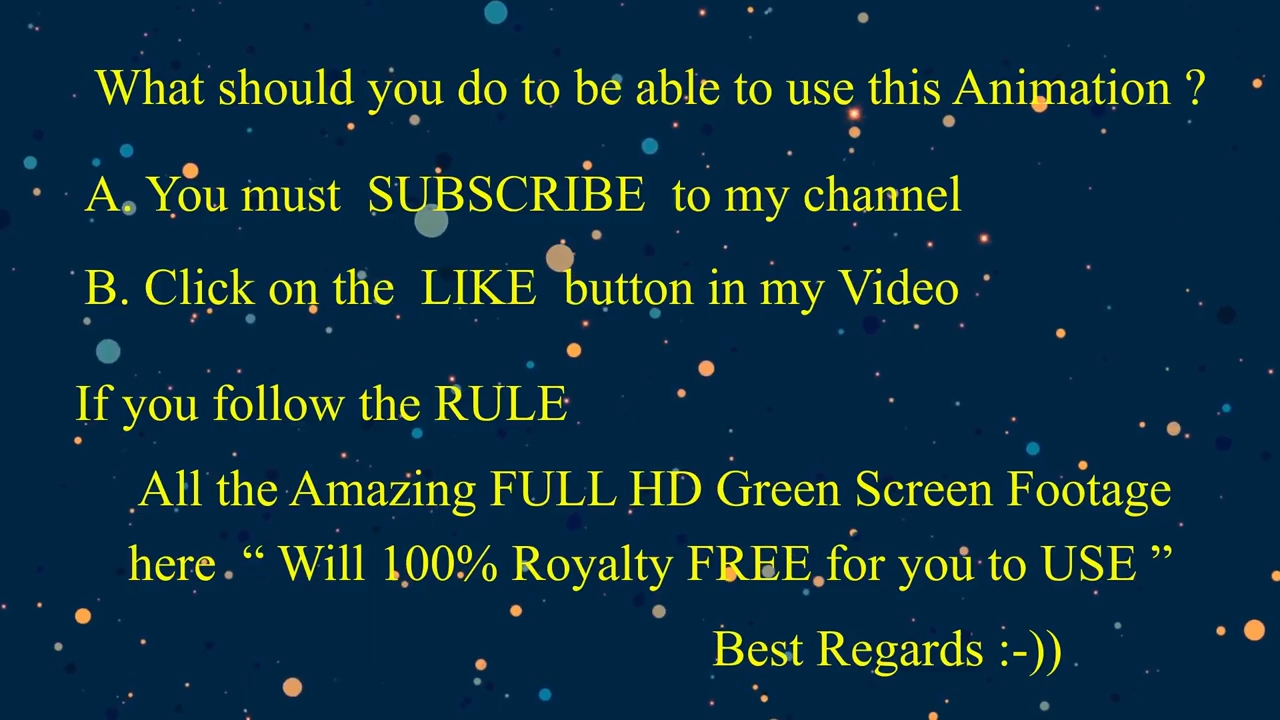 What should you do to be able to use this Animation ?
A. You must SUBSCRIBE to my channel
B. Click on the LIKE button in my Video
If you follow the RULE
All the Amazing FULL HD Green Screen Footage
here “ Will 100% Royalty FREE for you to USE ”
Best Regards :-))